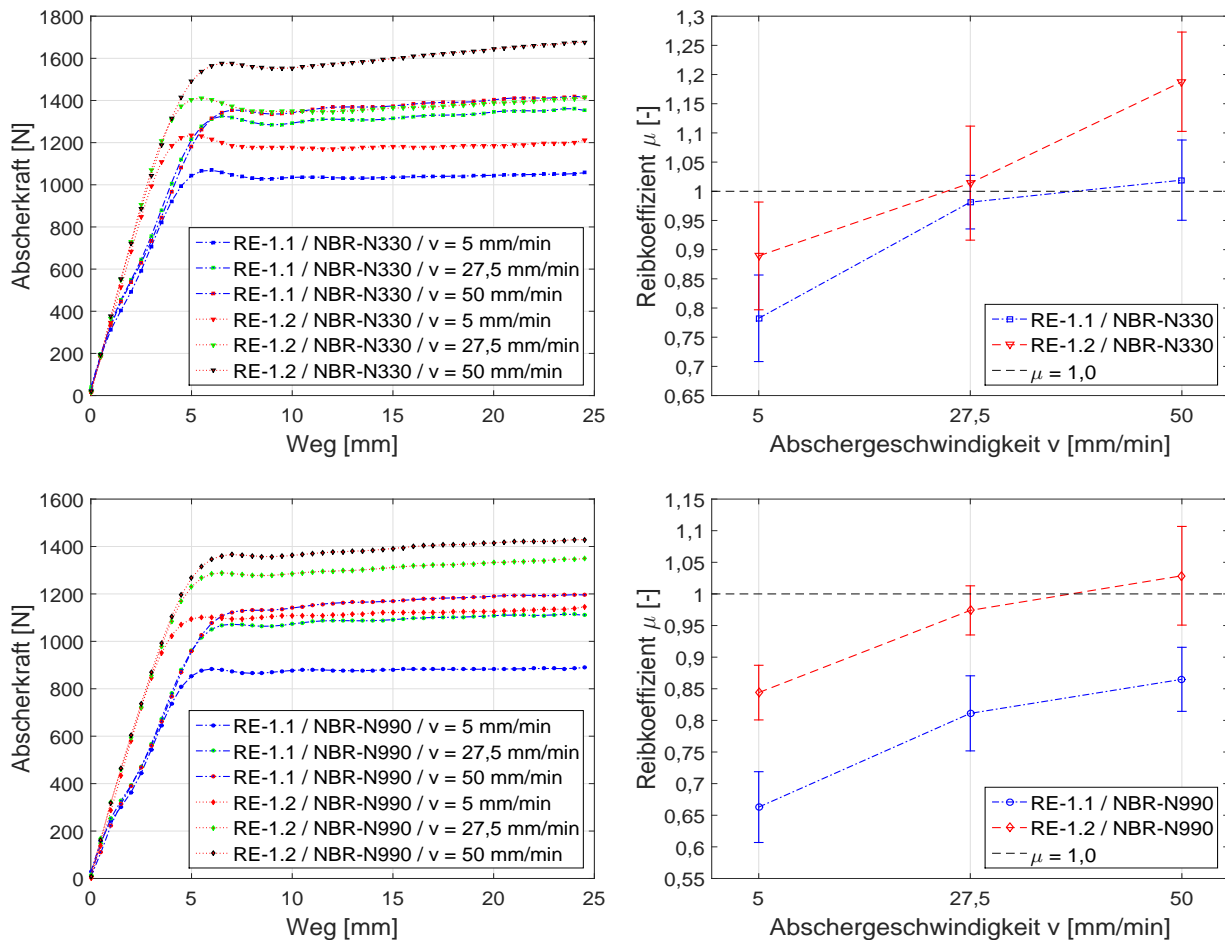 1800
1600
1400
1200
1000
800
600
400
200
0
Abscherkraft [N]
0 5 10 15 20 25
Weg [mm]
RE-1.1 / NBR-N330 / v = 5 mm/min
RE-1.1 / NBR-N330 / v = 27,5 mm/min
RE-1.1 / NBR-N330 / v = 50 mm/min
RE-1.2 / NBR-N330 / v = 5 mm/min
RE-1.2 / NBR-N330 / v = 27,5 mm/min
RE-1.2 / NBR-N330 / v = 50 mm/min
1,3
1,25
1,2
1,15
1,1
1,05
1
0,95
0,9
0,85
0,8
0,75
0,7
0,65
1,3
Reibkoeffizient μ [-]
5 27,5 50
Abschergeschwindigkeit v [mm/min]
RE-1.1 / NBR-N330
RE-1.2 / NBR-N330
μ = 1,0
1600
1400
1200
1000
800
600
400
200
0
Abscherkraft [N]
0 5 10 15 20 25
Weg [mm]
RE-1.1 / NBR-N990 / v = 5 mm/min
RE-1.1 / NBR-N990 / v = 27,5 mm/min
RE-1.1 / NBR-N990 / v = 50 mm/min
RE-1.2 / NBR-N990 / v = 5 mm/min
RE-1.2 / NBR-N990 / v = 27,5 mm/min
RE-1.2 / NBR-N990 / v = 50 mm/min
1,15
1,1
1,05
1
0,95
0,9
0,85
0,8
0,75
0,7
0,65
0,6
0,55
Reibkoeffizient μ [-]
5 27,5 50
Abschergeschwindigkeit v [mm/min]
RE-1.1 / NBR-N990
RE-1.2 / NBR-N990
μ = 1,0